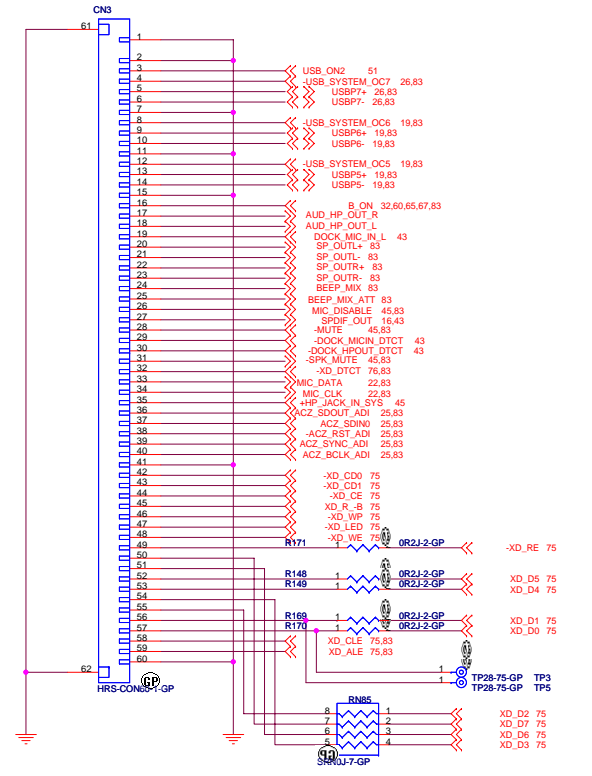 CN3
61
1
2
3 USB_ON2 51
4 -USB_SYSTEM_OC7 26,83
5 USBP7+ 26,83
6 USBP7- 26,83
7
8 -USB_SYSTEM_OC6 19,83
9 USBP6+ 19,83
10 USBP6- 19,83
11
12 -USB_SYSTEM_OC5 19,83
13 USBP5+ 19,83
14 USBP5- 19,83
15
16 B_ON 32,60,65,67,83
17 AUD_HP_OUT_R
18 AUD_HP_OUT_L
19 DOCK_MIC_IN_L 43
20 SP_OUTL+ 83
21 SP_OUTL- 83
22 SP_OUTR+ 83
23 SP_OUTR- 83
24 BEEP_MIX 83
25 BEEP_MIX_ATT 83
26 MIC_DISABLE 45,83
27 SPDIF_OUT 16,43
28 -MUTE 45,83
29 -DOCK_MICIN_DTCT 43
30 -DOCK_HPOUT_DTCT 43
31 -SPK_MUTE 45,83
32 -XD_DTCT 76,83
33 MIC_DATA 22,83
34 MIC_CLK 22,83
35 +HP_JACK_IN_SYS 45
36 ACZ_SDOUT_ADI 25,83
37 ACZ_SDIN0 25,83
38 -ACZ_RST_ADI 25,83
39 ACZ_SYNC_ADI 25,83
40 ACZ_BCLK_ADI 25,83
41
42 -XD_CD0 75
43 -XD_CD1 75
44 -XD_CE 75
45 XD_R_-B 75
46 -XD_WP 75
47 -XD_LED 75
48 -XD_WE 75
49 R171 1 0R2J-2-GP -XD_RE 75
50
51
52 R148 1 0R2J-2-GP XD_D5 75
53 R149 1 0R2J-2-GP XD_D4 75
54
55
56 R169 1 0R2J-2-GP XD_D1 75
57 R170 1 0R2J-2-GP XD_D0 75
58 XD_CLE 75,83
59 XD_ALE 75,83
60
62
1 TP28-75-GP TP3
1 TP28-75-GP TP5
HRS-CON60-1-GP
GP
RN85
8 1 XD_D2 75
7 2 XD_D7 75
6 3 XD_D6 75
5 4 XD_D3 75
GP
SRN0J-7-GP